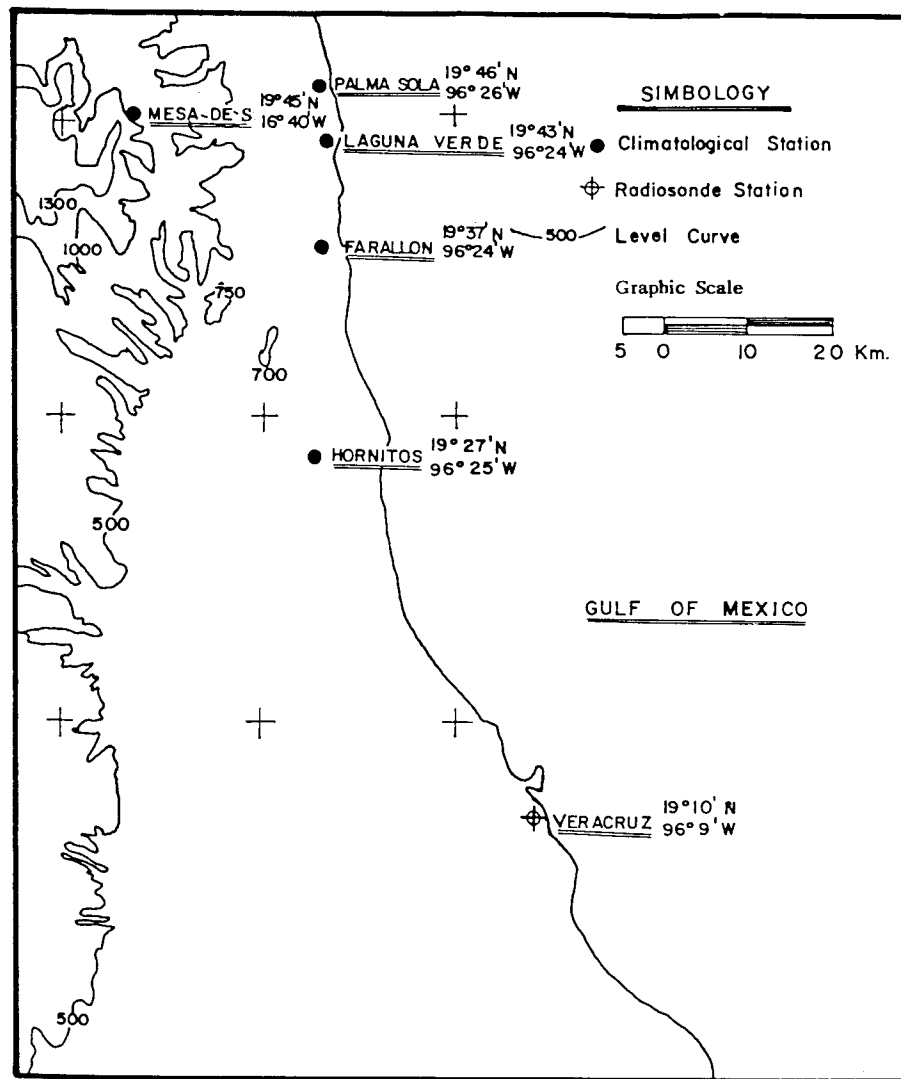 PALMA SOLA 19° 46' N
96° 26' W
SIMBOLOGY
MESA-DE-S 19° 45' N
16° 40' W
LAGUNA VERDE 19° 43' N
96° 24' W
Climatological Station
Radiosonde Station
500 Level Curve
FARALLON 19° 37' N
96° 24' W
1300
1000
750
700
Graphic Scale
5 0 10 20 Km.
HORNITOS 19° 27' N
96° 25' W
500
GULF OF MEXICO
VERACRUZ 19° 10' N
96° 9' W
500